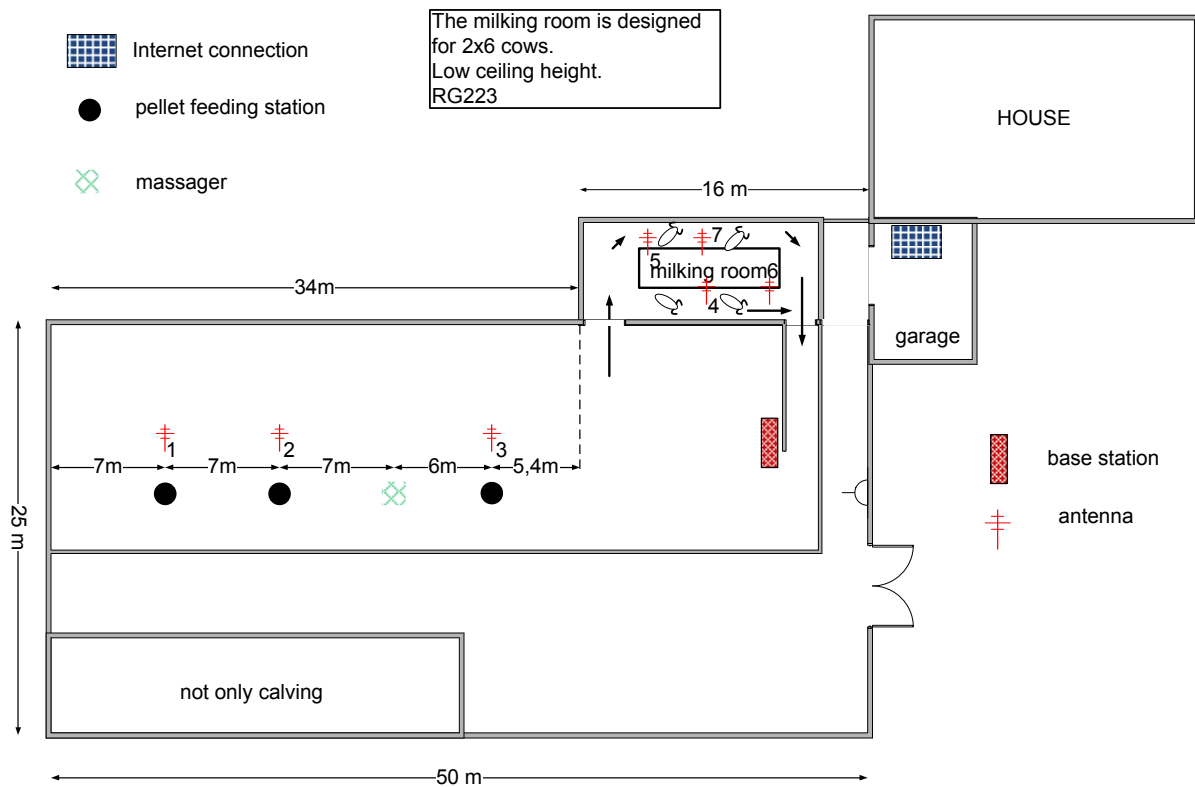 Internet connection
pellet feeding station
massager
The milking room is designed
for 2x6 cows.
Low ceiling height.
RG223
HOUSE
16 m
34m
7
5
milking room
6
4
garage
1
2
3
7m
7m
7m
6m
5,4m
base station
antenna
25 m
not only calving
50 m